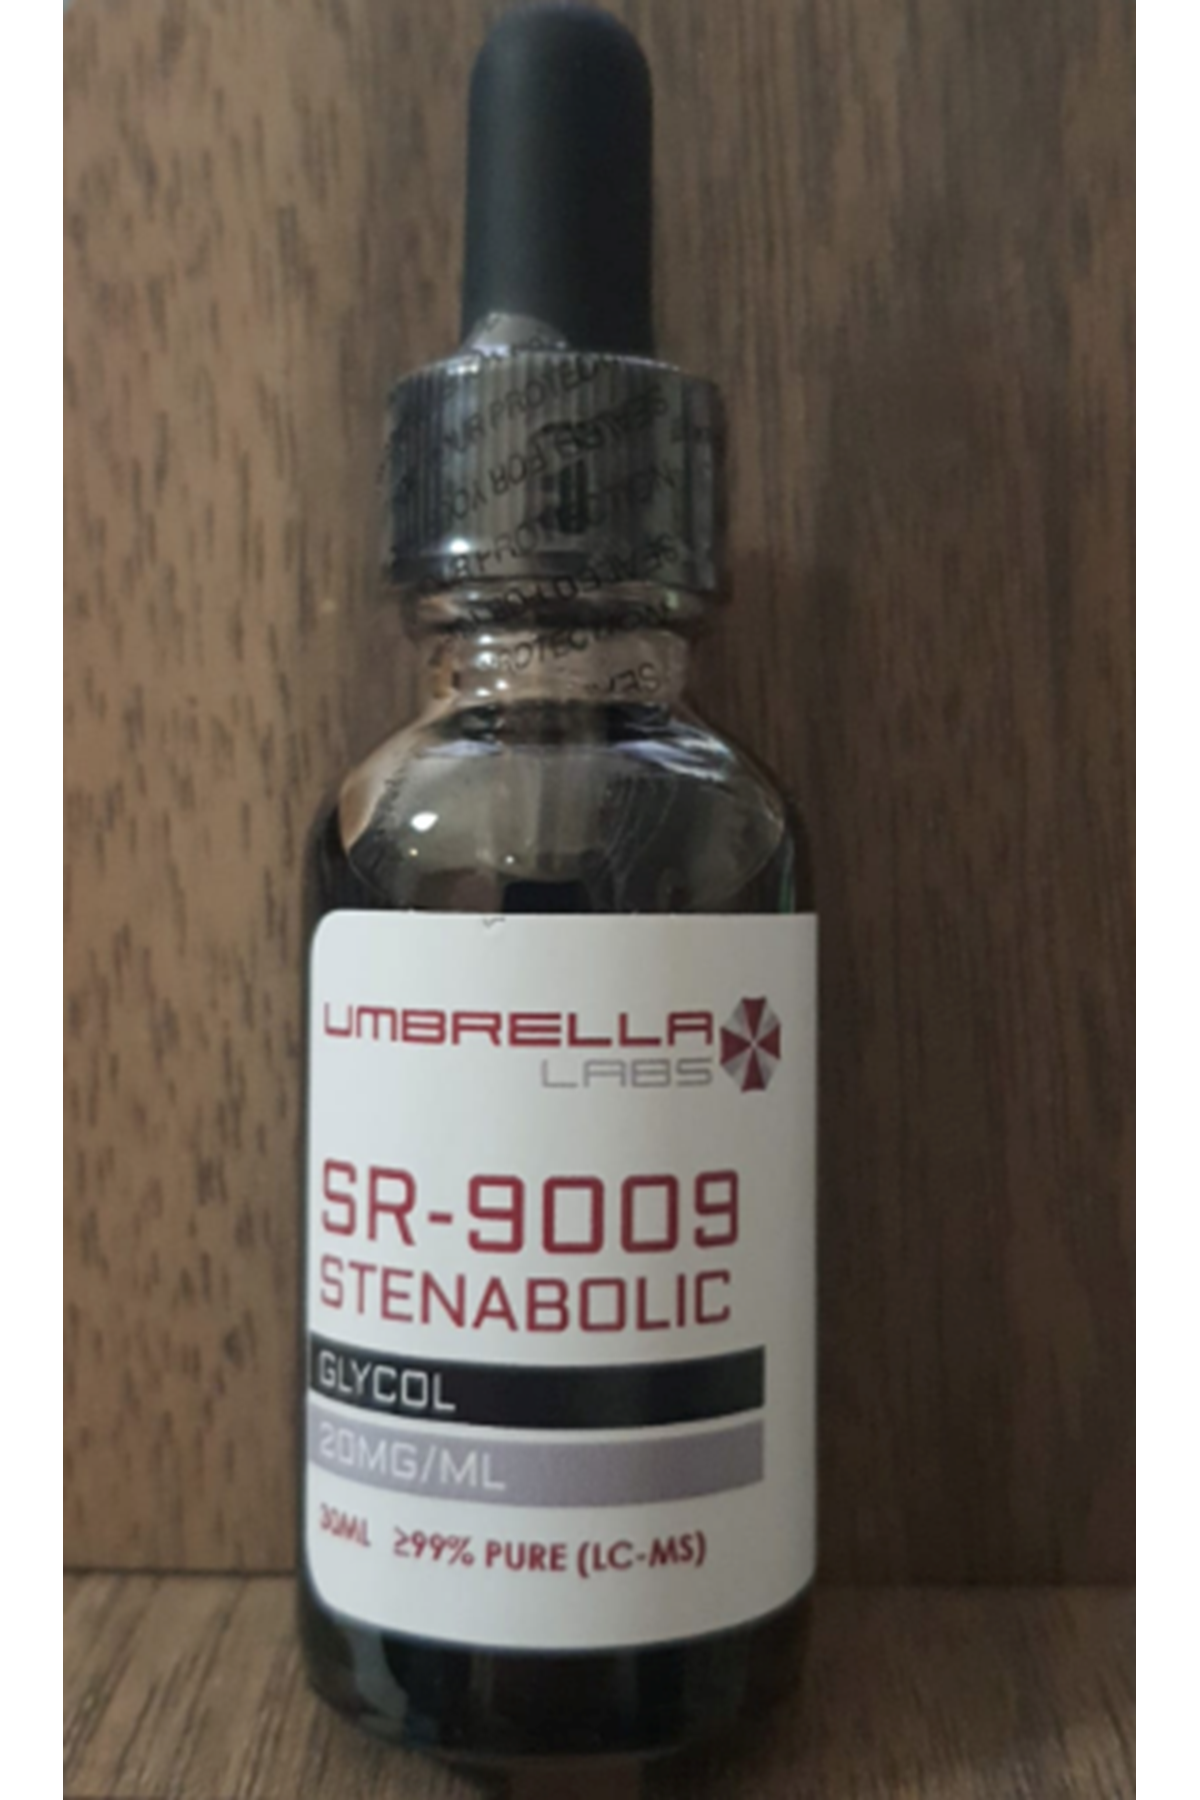 UMBRELLA
LABS
SR-9009
STENABOLIC
GLYCOL
20MG/ML
30ML ≥99% PURE (LC-MS)